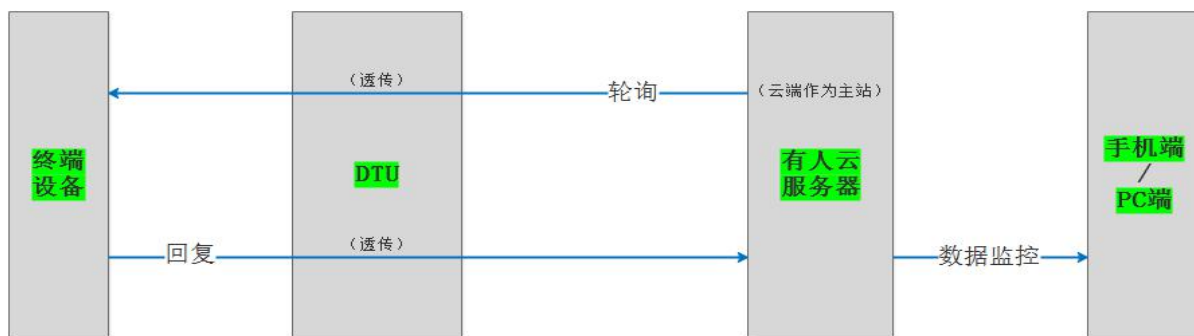 （透传）
轮询
（云端作为主站）
终端
设备
DTU
有人云
服务器
手机端
/
PC端
（透传）
回复
数据监控